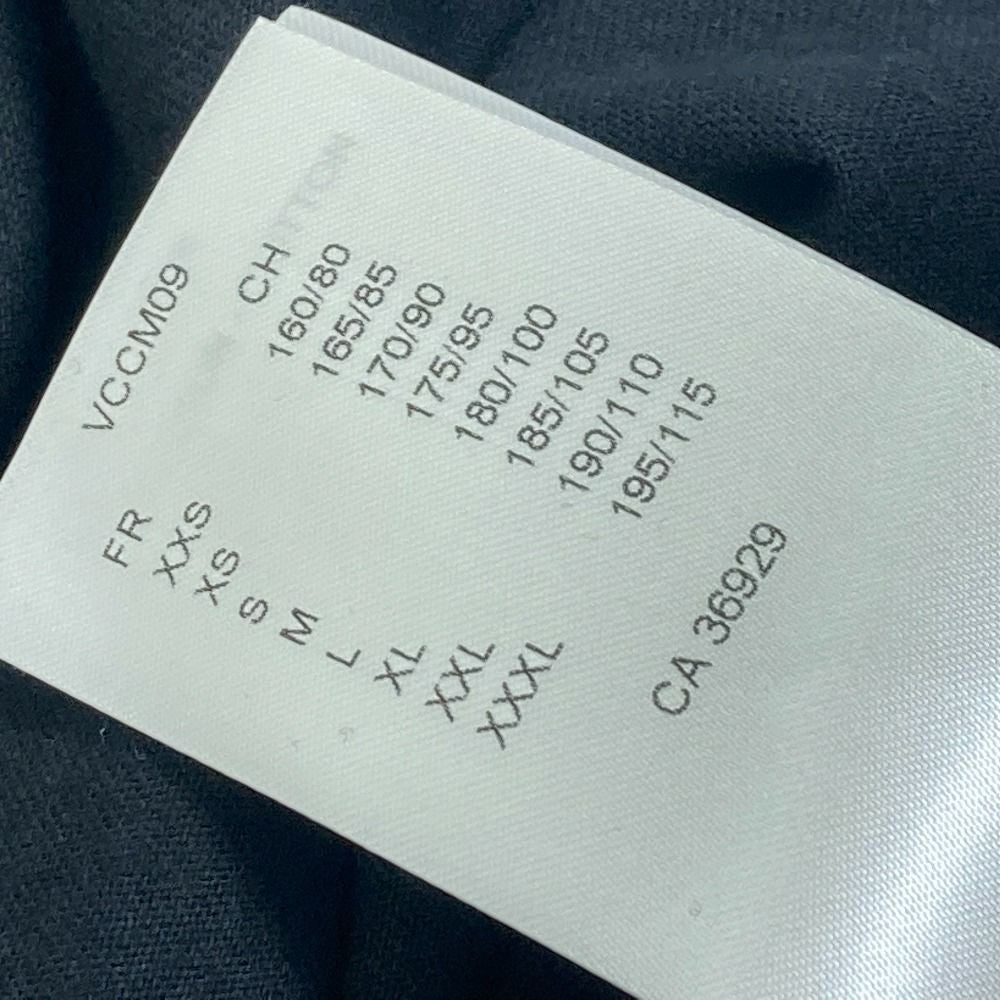 VCCM09
FR CH
XXS 160/80
XS 165/85
S 170/90
M 175/95
L 180/100
XL 185/105
XXL 190/110
XXXL 195/115
CA 36929